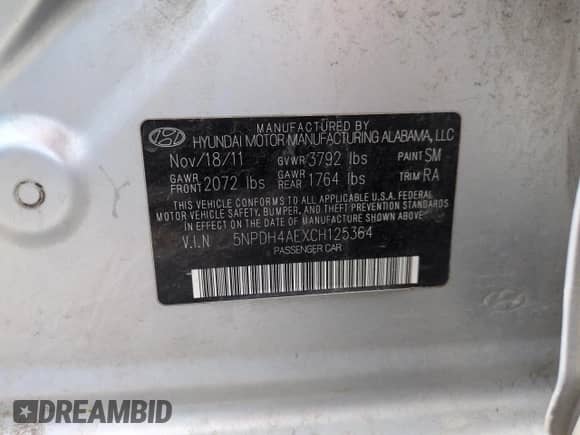 MANUFACTURED BY
HYUNDAI MOTOR MANUFACTURING ALABAMA, LLC
Nov/18/11 GVWR 3792 lbs PAINT SM
GAWR FRONT 2072 lbs GAWR REAR 1764 lbs TRIM RA
THIS VEHICLE CONFORMS TO ALL APPLICABLE U.S.A. FEDERAL
MOTOR VEHICLE SAFETY, BUMPER, AND THEFT PREVENTION STANDARDS
IN EFFECT ON THE DATE OF MANUFACTURE SHOWN ABOVE.
V.I.N 5NPDH4AEXCH125364
PASSENGER CAR
DREAMBID